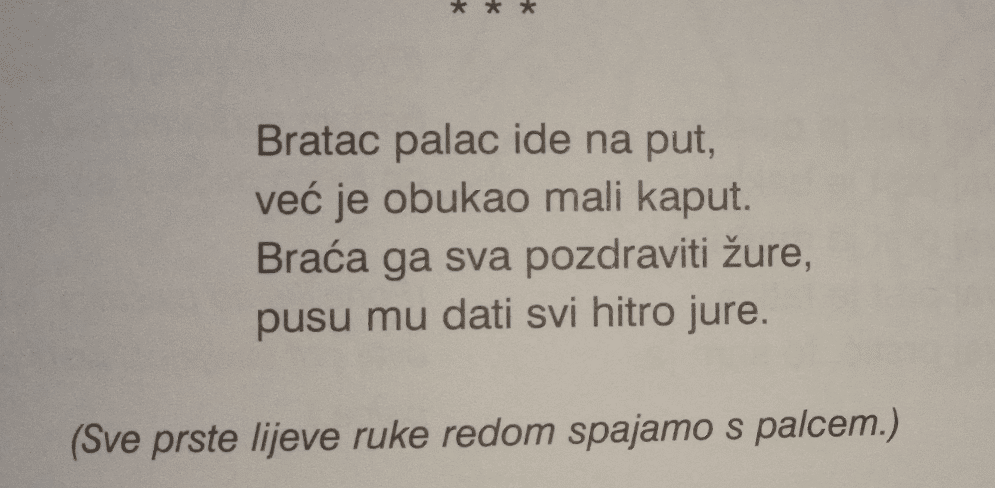 * * *
Bratac palac ide na put,
već je obukao mali kaput.
Braća ga sva pozdraviti žure,
pusu mu dati svi hitro jure.
(Sve prste lijeve ruke redom spajamo s palcem.)